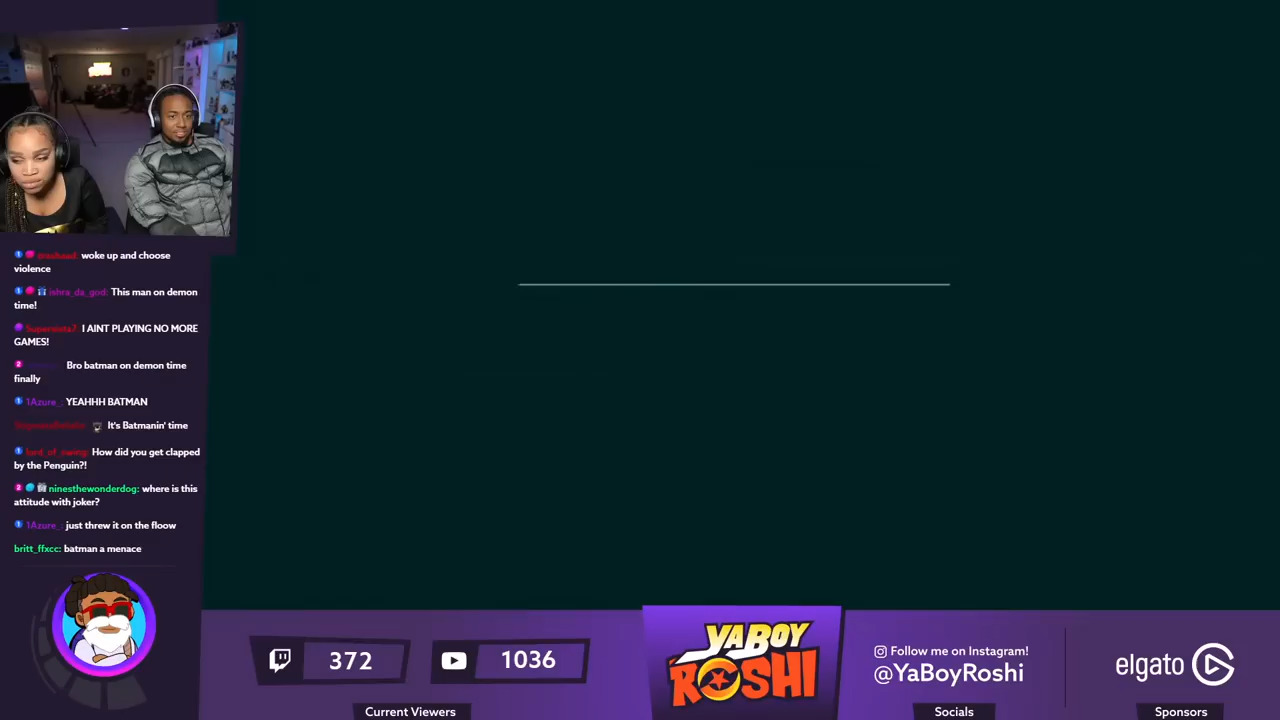 woke up and choose
violence
ishra_da_god: This man on demon
time!
I AINT PLAYING NO MORE
GAMES!
Bro batman on demon time
finally
1Azure_: YEAHHH BATMAN
It's Batmanin' time
How did you get clapped
by the Penguin?!
ninesthewonderdog: where is this
attitude with joker?
1Azure_: just threw it on the floow
britt_ffxcc: batman a menace
372
1036
Current Viewers
YABOY
ROSHI
Follow me on Instagram!
@YaBoyRoshi
Socials
elgato
Sponsors